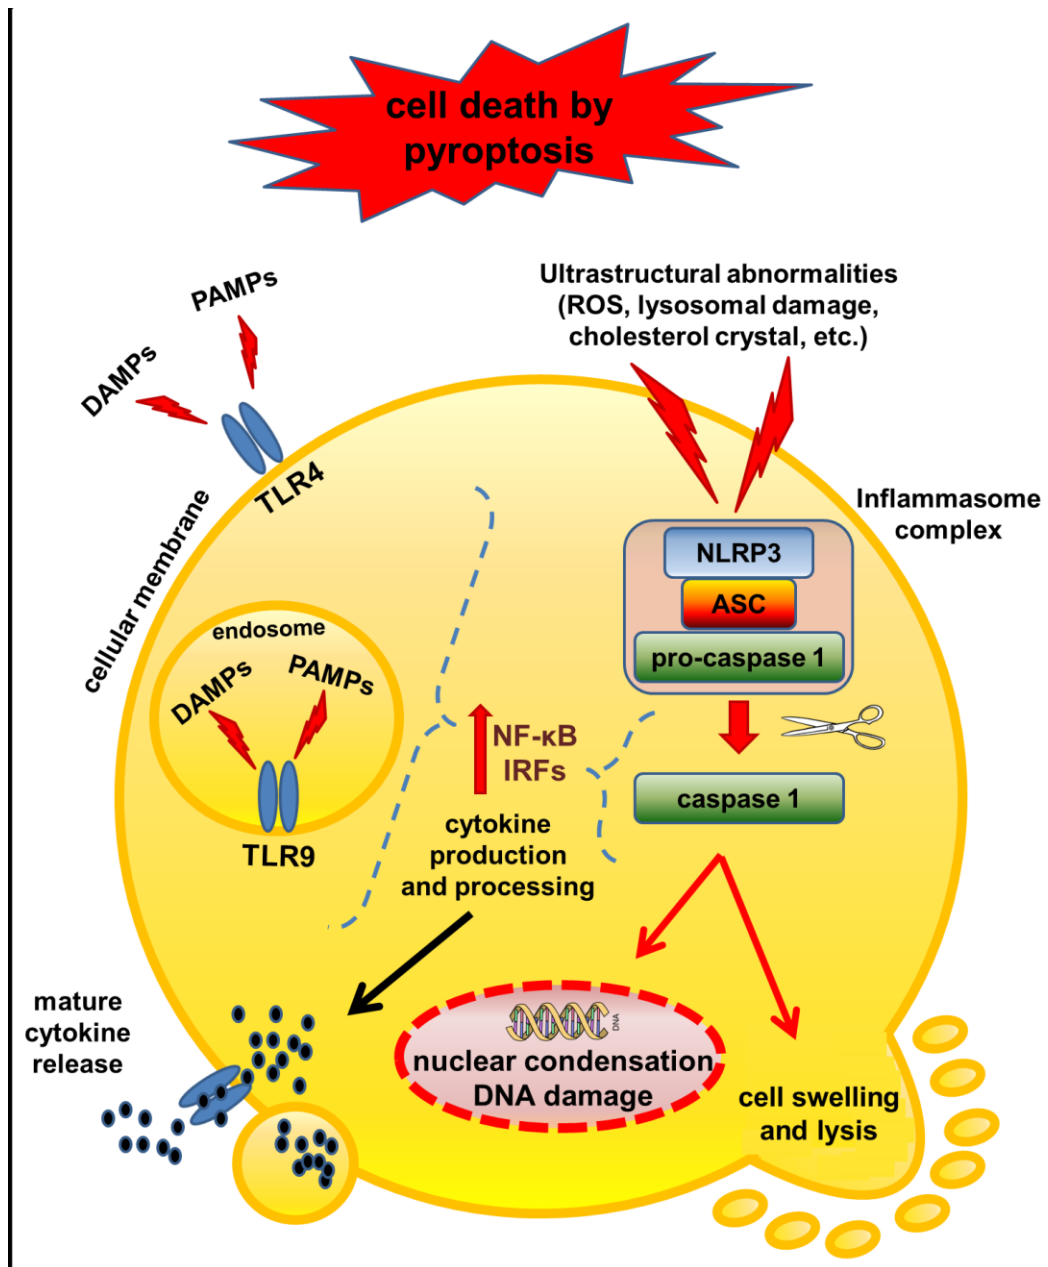 cell death by
pyroptosis
PAMPs
DAMPs
TLR4
cellular membrane
Ultrastructural abnormalities
(ROS, lysosomal damage,
cholesterol crystal, etc.)
Inflammasome
complex
NLRP3
ASC
pro-caspase 1
caspase 1
endosome
DAMPs
PAMPs
TLR9
NF-κB
IRFs
cytokine
production
and processing
mature
cytokine
release
DNA
nuclear condensation
DNA damage
cell swelling
and lysis